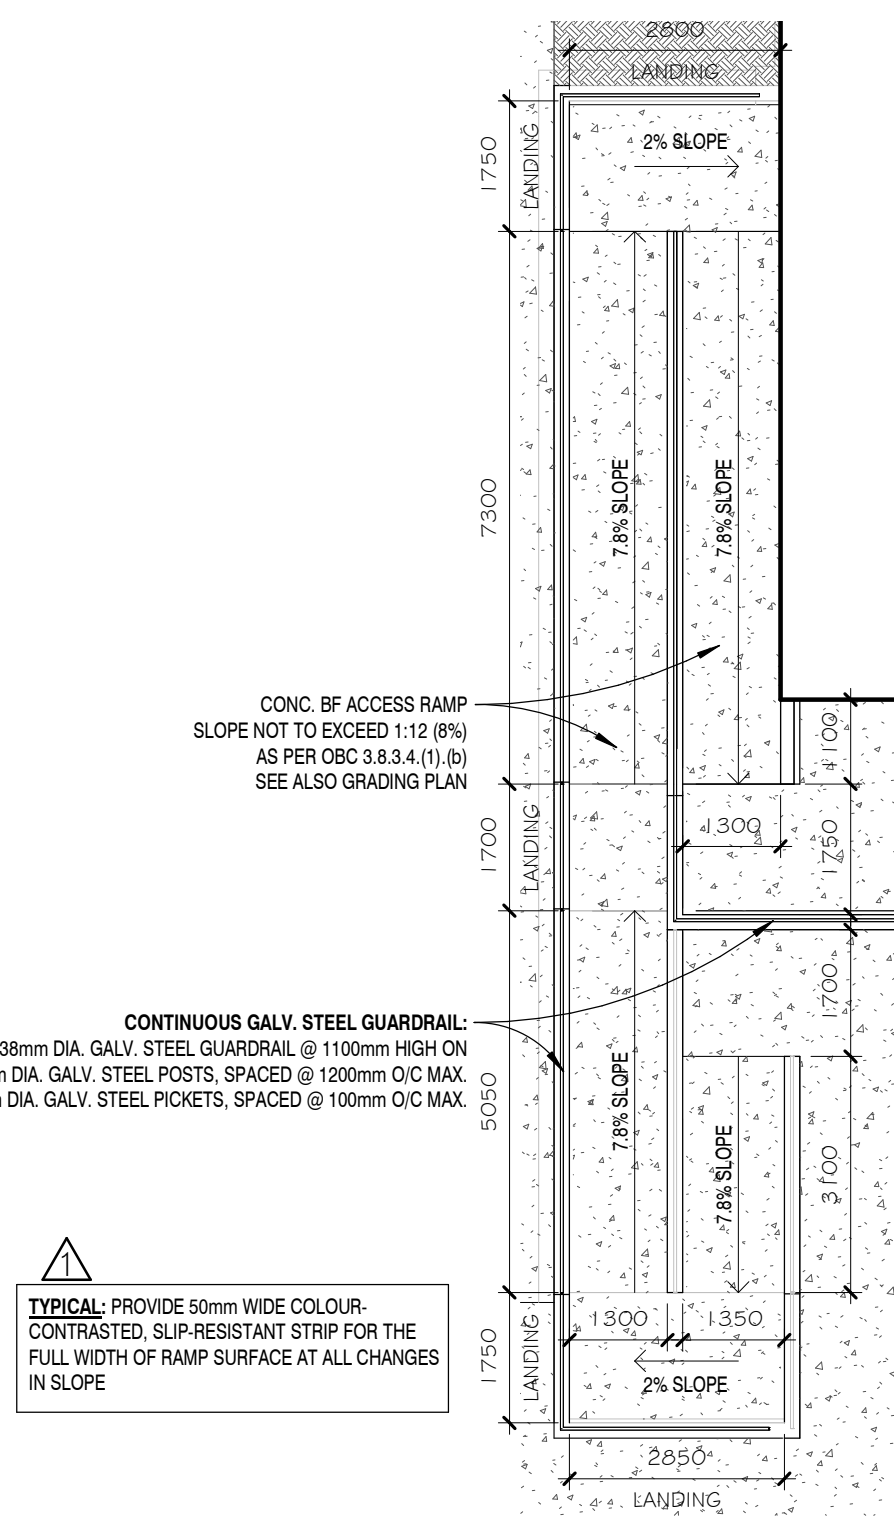 2800
LANDING
1750
LANDING
2% SLOPE
7300
7.8% SLOPE
7.8% SLOPE
CONC. BF ACCESS RAMP
SLOPE NOT TO EXCEED 1:12 (8%)
AS PER OBC 3.8.3.4.(1).(b)
SEE ALSO GRADING PLAN
1100
1700
LANDING
1300
1750
1700
CONTINUOUS GALV. STEEL GUARDRAIL:
38mm DIA. GALV. STEEL GUARDRAIL @ 1100mm HIGH ON
DIA. GALV. STEEL POSTS, SPACED @ 1200mm O/C MAX.
DIA. GALV. STEEL PICKETS, SPACED @ 100mm O/C MAX.
5050
7.8% SLOPE
7.8% SLOPE
3100
1
TYPICAL: PROVIDE 50mm WIDE COLOUR-
CONTRASTED, SLIP-RESISTANT STRIP FOR THE
FULL WIDTH OF RAMP SURFACE AT ALL CHANGES
IN SLOPE
1750
LANDING
1300
1350
2% SLOPE
2850
LANDING